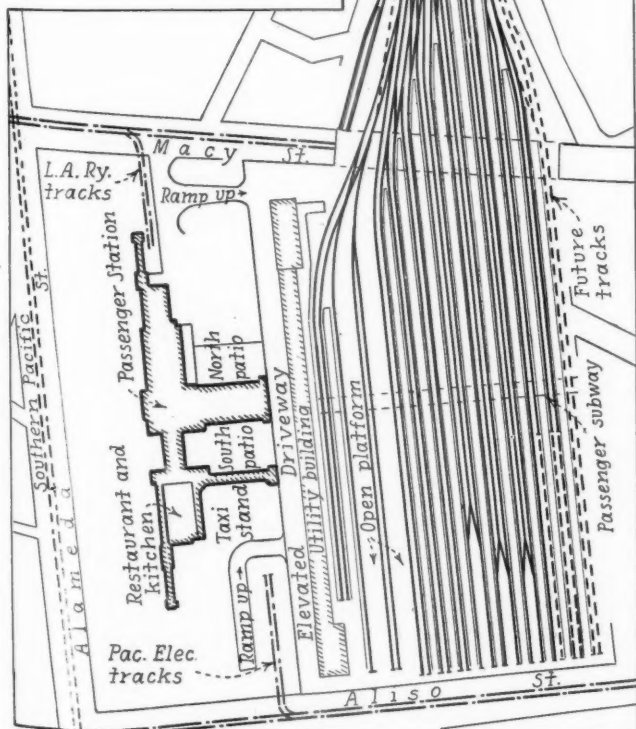 Macy St.
L.A. Ry.
tracks
Ramp up
Passenger Station
North
patio
Southern Pacific
St.
Alameda
Restaurant and
kitchen
South
patio
Taxi
stand
Elevated Driveway
Utility building
Open platform
Future
tracks
Passenger subway
Ramp up
Pac. Elec.
tracks
Aliso St.